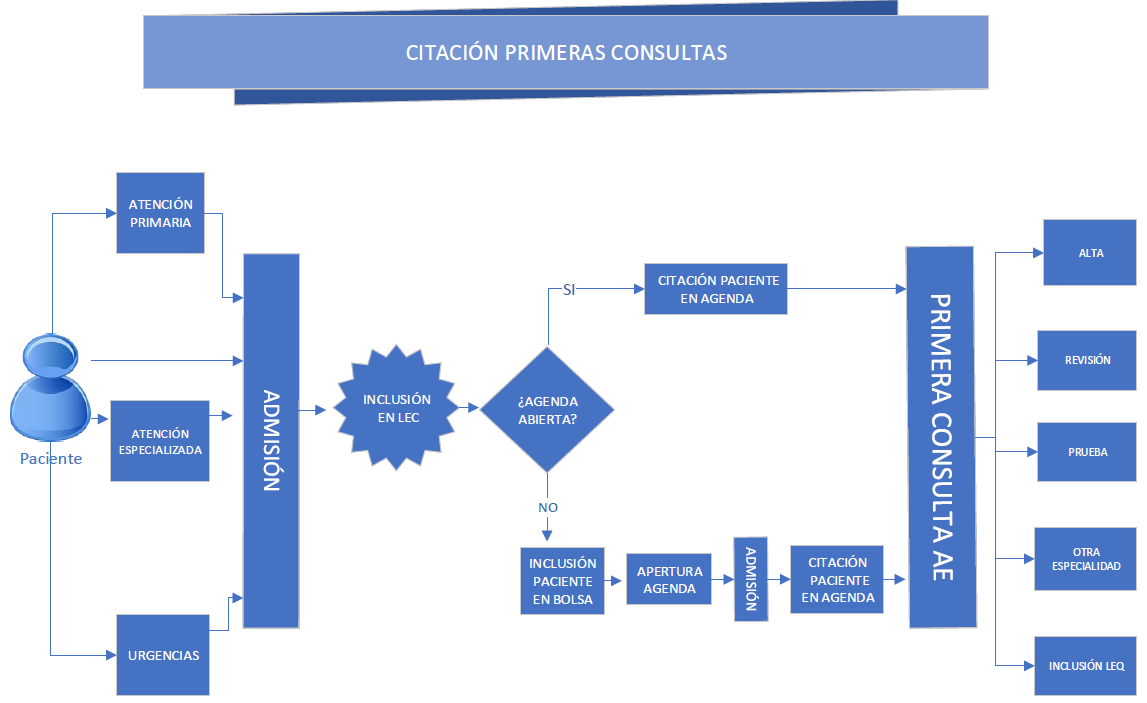 CITACIÓN PRIMERAS CONSULTAS
ATENCIÓN
PRIMARIA
Paciente
ATENCIÓN
ESPECIALIZADA
URGENCIAS
ADMISIÓN
INCLUSIÓN
EN LEC
¿AGENDA
ABIERTA?
SI
CITACIÓN PACIENTE
EN AGENDA
NO
INCLUSIÓN
PACIENTE
EN BOLSA
APERTURA
AGENDA
ADMISIÓN
CITACIÓN
PACIENTE
EN AGENDA
PRIMERA CONSULTA AE
ALTA
REVISIÓN
PRUEBA
OTRA
ESPECIALIDAD
INCLUSIÓN LEQ